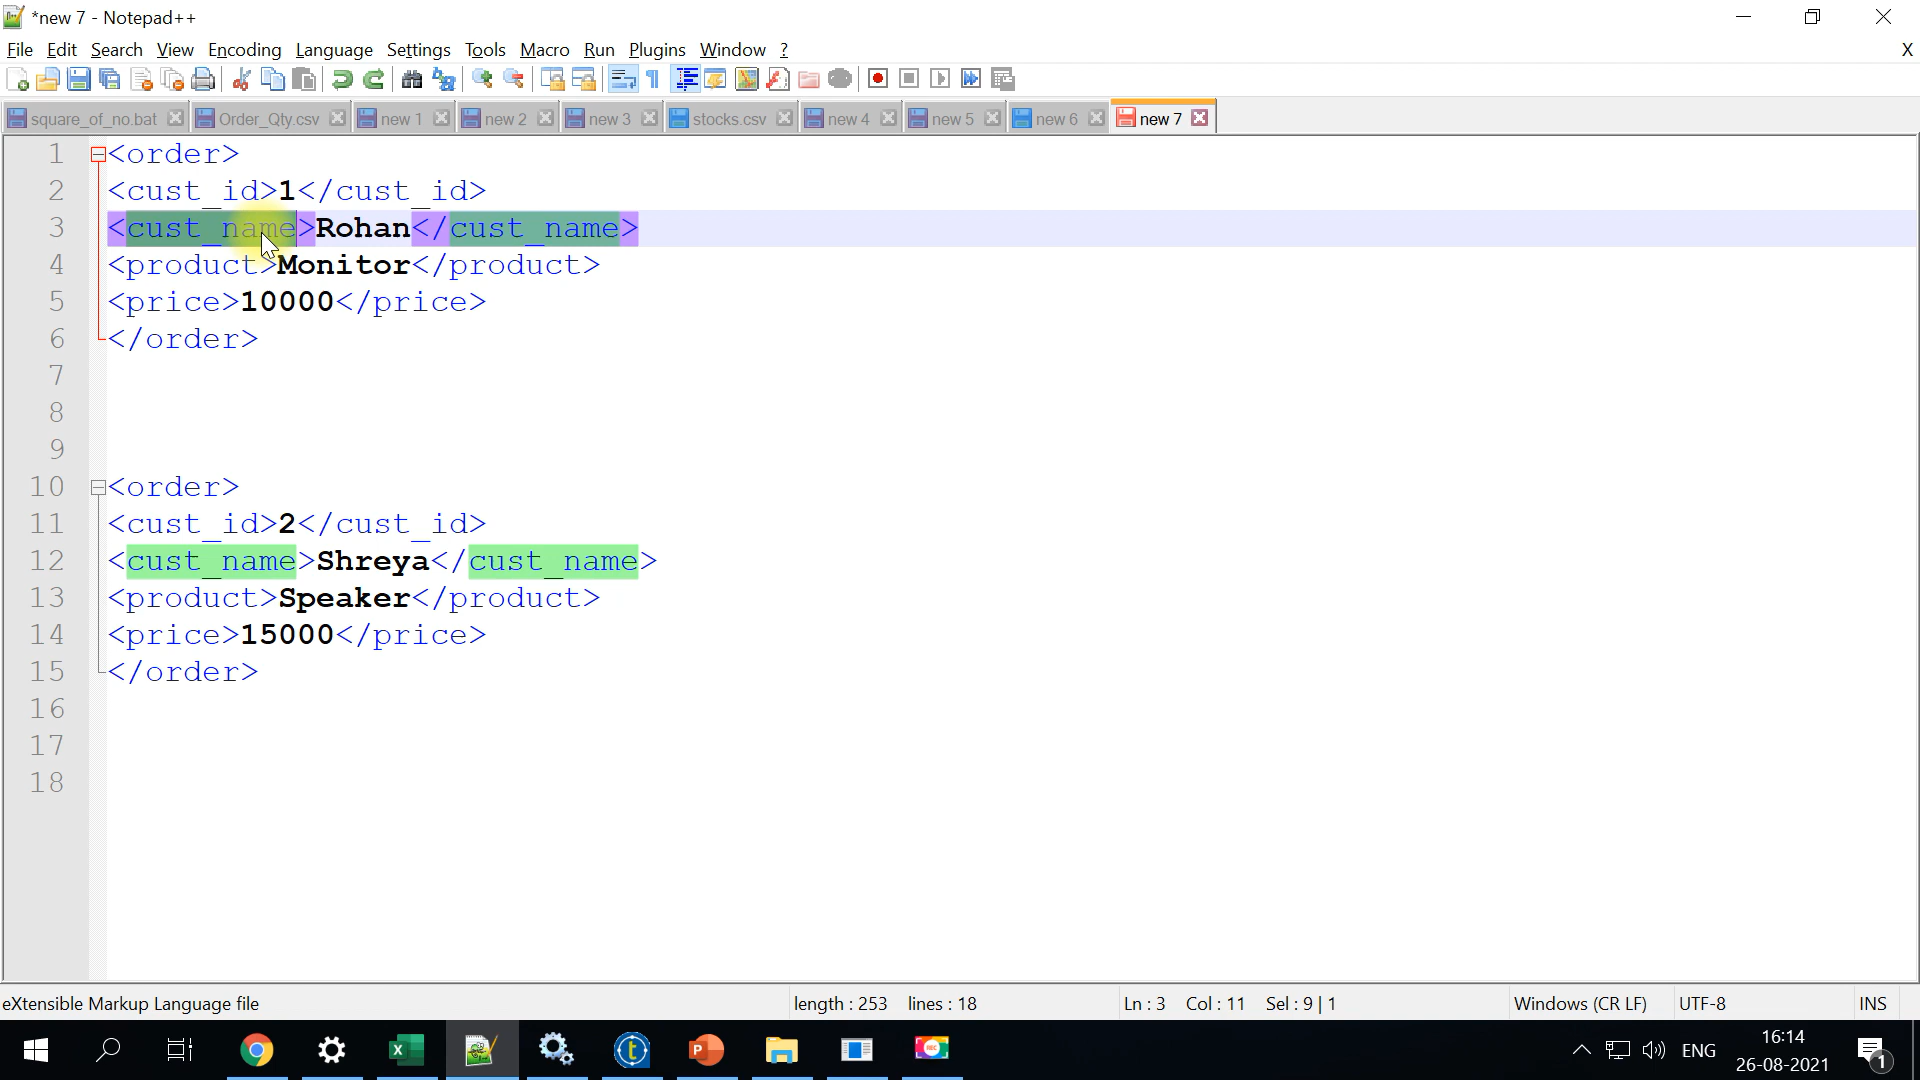 *new 7 - Notepad++
File Edit Search View Encoding Language Settings Tools Macro Run Plugins Window ? X
square_of_no.bat Order_Qty.csv new 1 new 2 new 3 stocks.csv new 4 new 5 new 6 new 7
1 <order>
2 <cust_id>1</cust_id>
3 <cust_name>Rohan</cust_name>
4 <product>Monitor</product>
5 <price>10000</price>
6 </order>
7
8
9
10 <order>
11 <cust_id>2</cust_id>
12 <cust_name>Shreya</cust_name>
13 <product>Speaker</product>
14 <price>15000</price>
15 </order>
16
17
18
eXtensible Markup Language file length : 253 lines : 18 Ln : 3 Col : 11 Sel : 9 | 1 Windows (CR LF) UTF-8 INS
ENG 16:14 1
26-08-2021